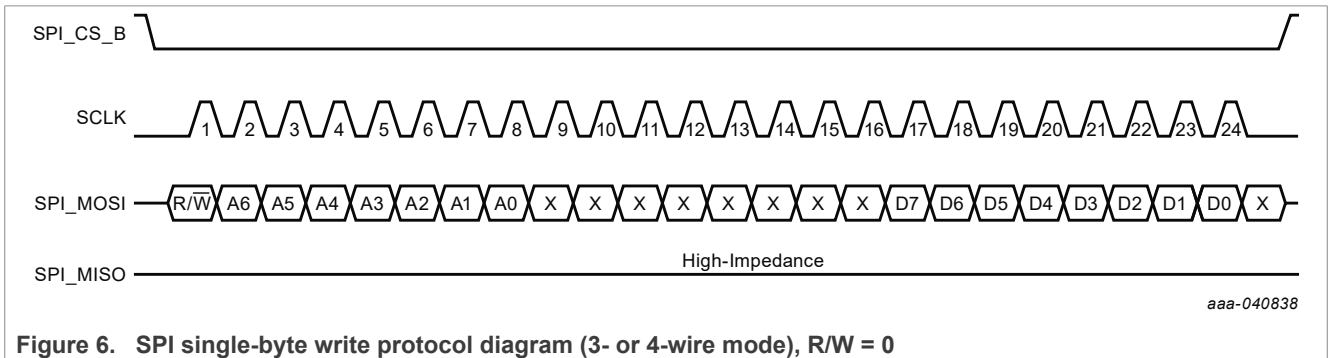 SPI_CS_B
SCLK 1 2 3 4 5 6 7 8 9 10 11 12 13 14 15 16 17 18 19 20 21 22 23 24
SPI_MOSI R/W̅ A6 A5 A4 A3 A2 A1 A0 X X X X X X X X D7 D6 D5 D4 D3 D2 D1 D0 X
High-Impedance
SPI_MISO
aaa-040838
Figure 6. SPI single-byte write protocol diagram (3- or 4-wire mode), R/W = 0